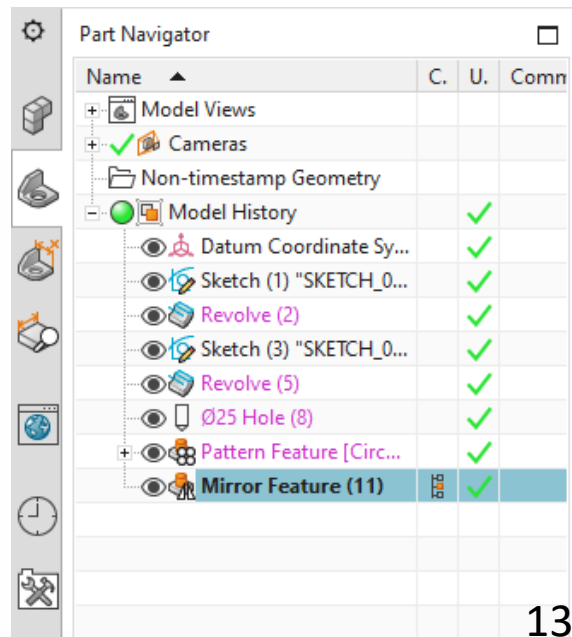 Part Navigator
Name C. U. Comm
Model Views
Cameras
Non-timestamp Geometry
Model History
Datum Coordinate Sy...
Sketch (1) "SKETCH_0...
Revolve (2)
Sketch (3) "SKETCH_0...
Revolve (5)
Ø25 Hole (8)
Pattern Feature [Circ...
Mirror Feature (11)
13